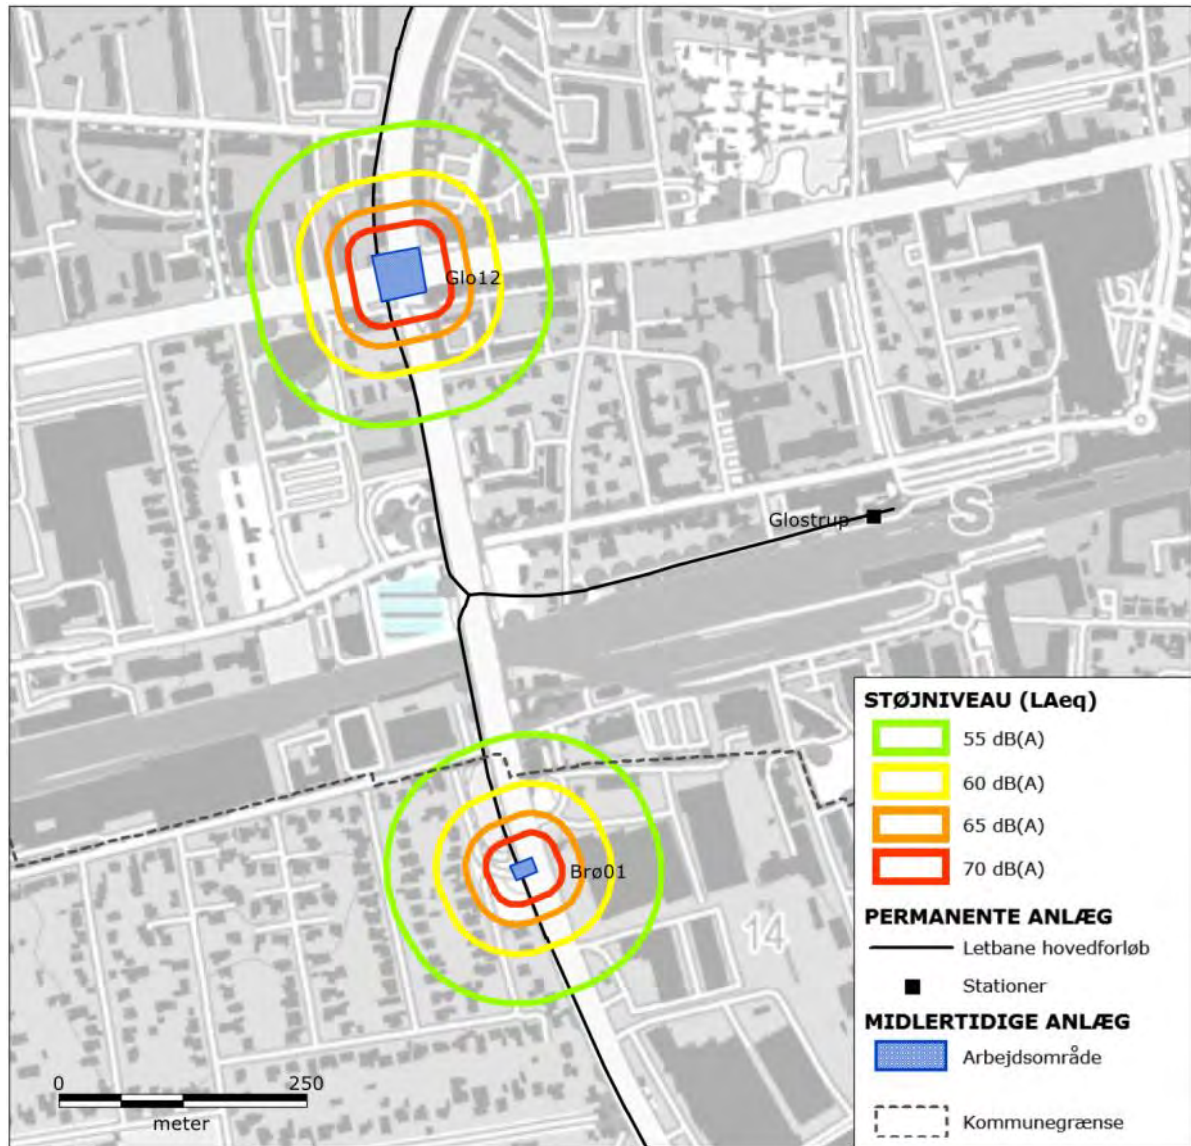 Glo12
Glostrup
S
Brø01
14
STØJNIVEAU (LAeq)
55 dB(A)
60 dB(A)
65 dB(A)
70 dB(A)
PERMANENTE ANLÆG
Letbane hovedforløb
Stationer
MIDLERTIDIGE ANLÆG
Arbejdsområde
Kommunegrænse
0 250
meter